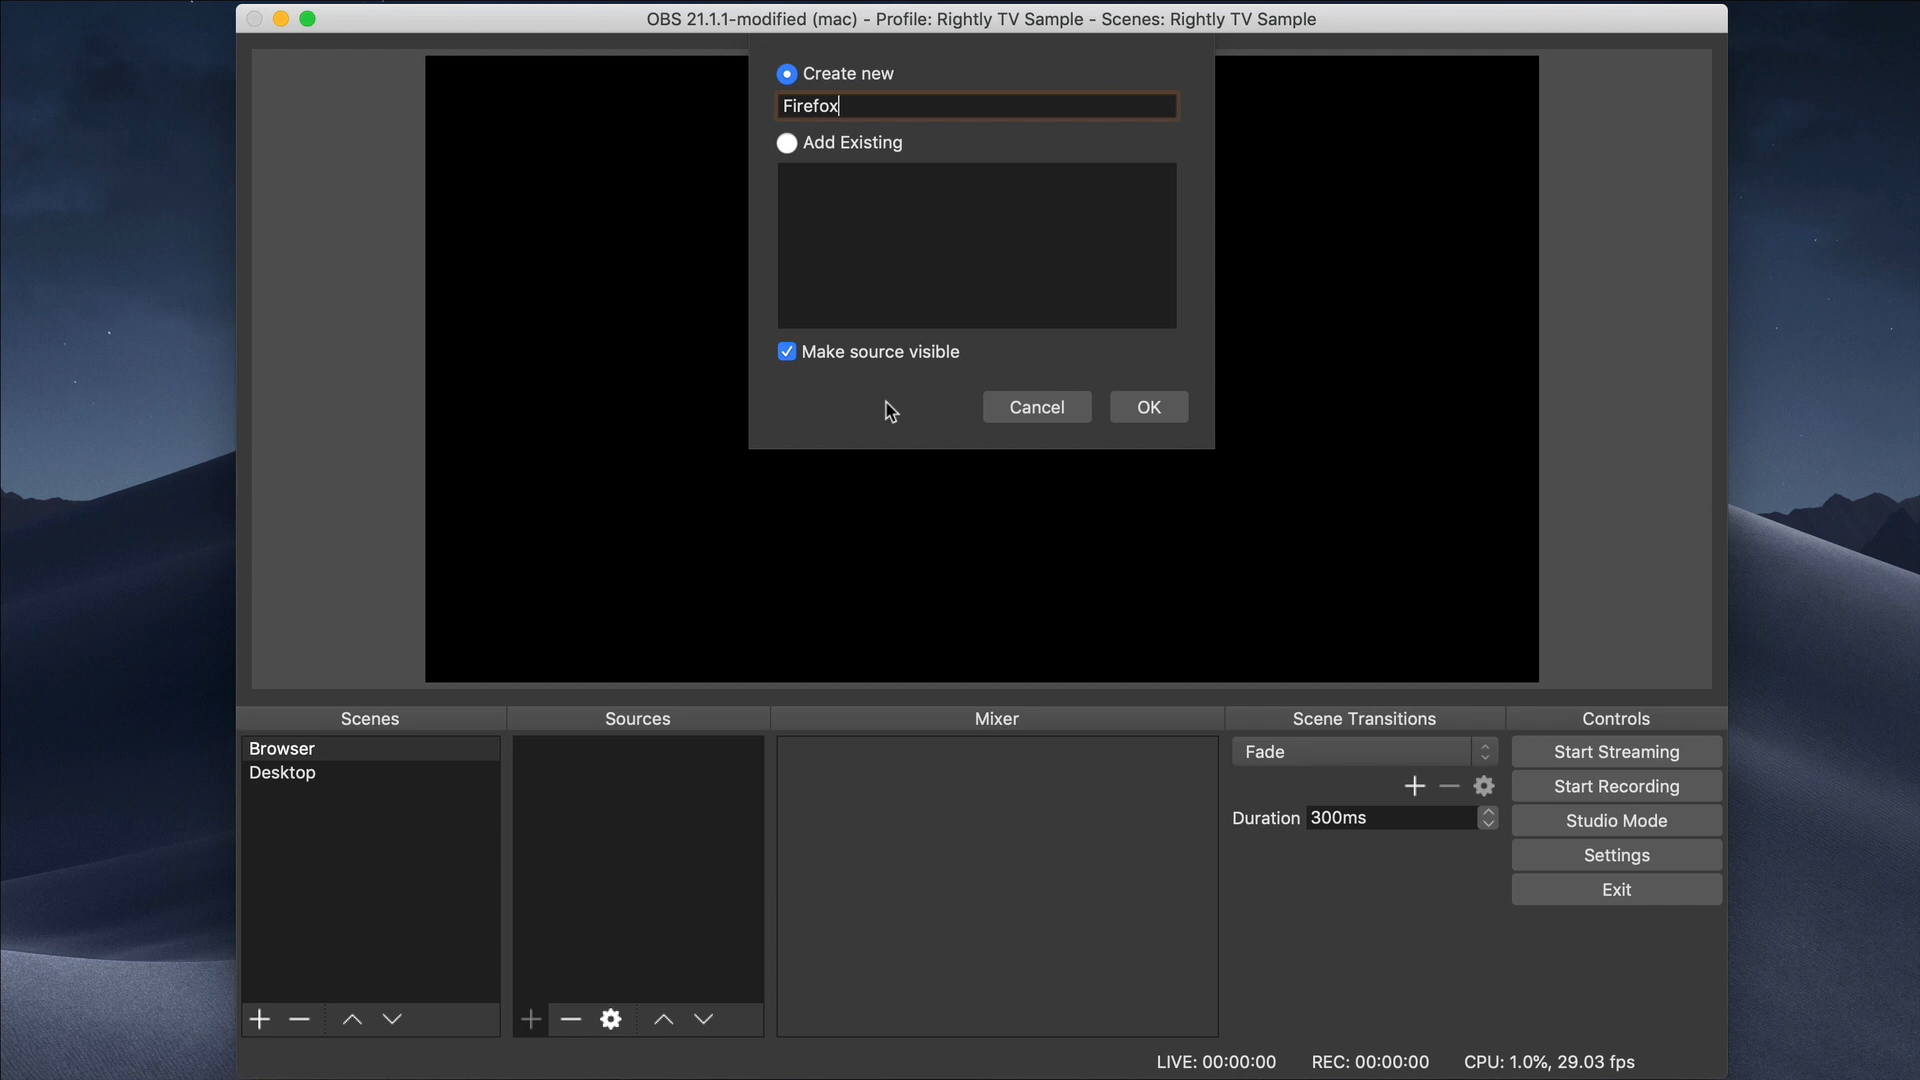 OBS 21.1.1-modified (mac) - Profile: Rightly TV Sample - Scenes: Rightly TV Sample
Create new
Firefox
Add Existing
Make source visible
Cancel
OK
Scenes
Sources
Mixer
Scene Transitions
Controls
Browser
Desktop
Fade
Duration 300ms
Start Streaming
Start Recording
Studio Mode
Settings
Exit
LIVE: 00:00:00
REC: 00:00:00
CPU: 1.0%, 29.03 fps